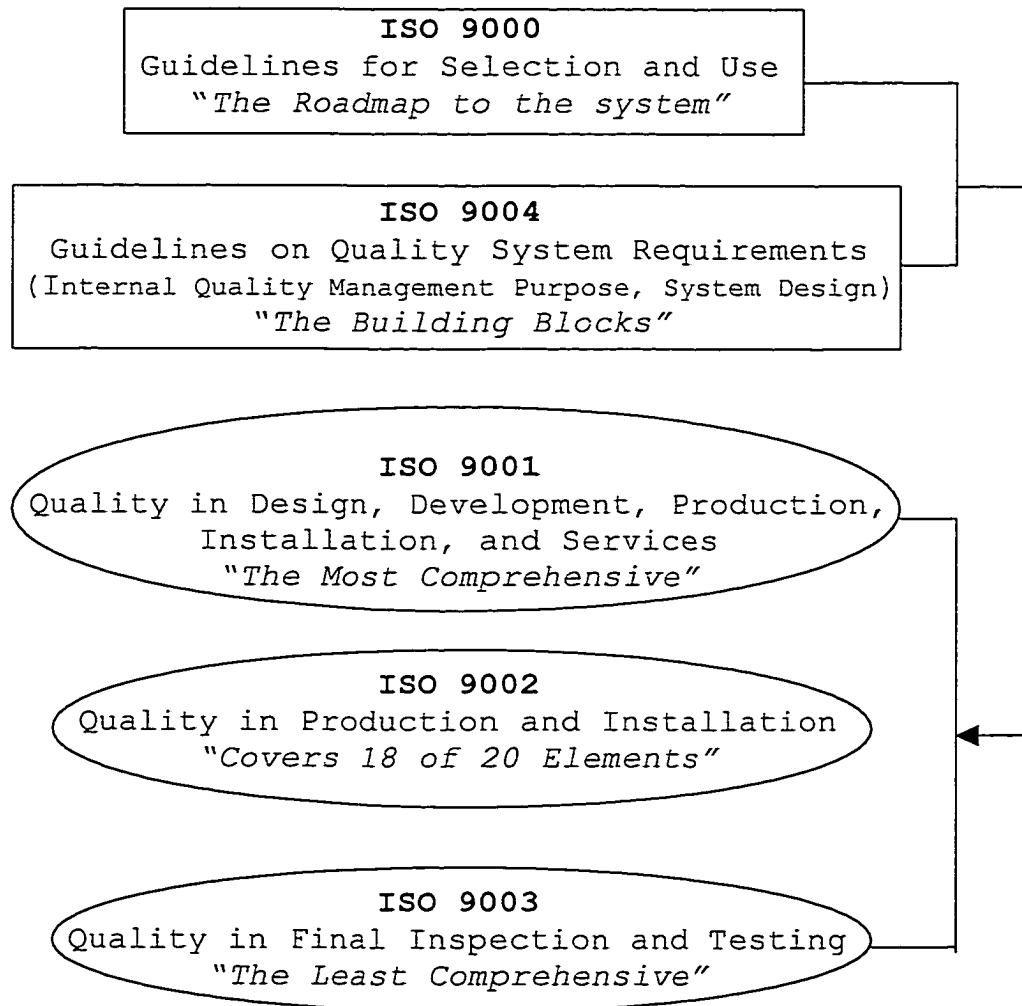 ISO 9000
Guidelines for Selection and Use
"The Roadmap to the system"
ISO 9004
Guidelines on Quality System Requirements
(Internal Quality Management Purpose, System Design)
"The Building Blocks"
ISO 9001
Quality in Design, Development, Production,
Installation, and Services
"The Most Comprehensive"
ISO 9002
Quality in Production and Installation
"Covers 18 of 20 Elements"
ISO 9003
Quality in Final Inspection and Testing
"The Least Comprehensive"